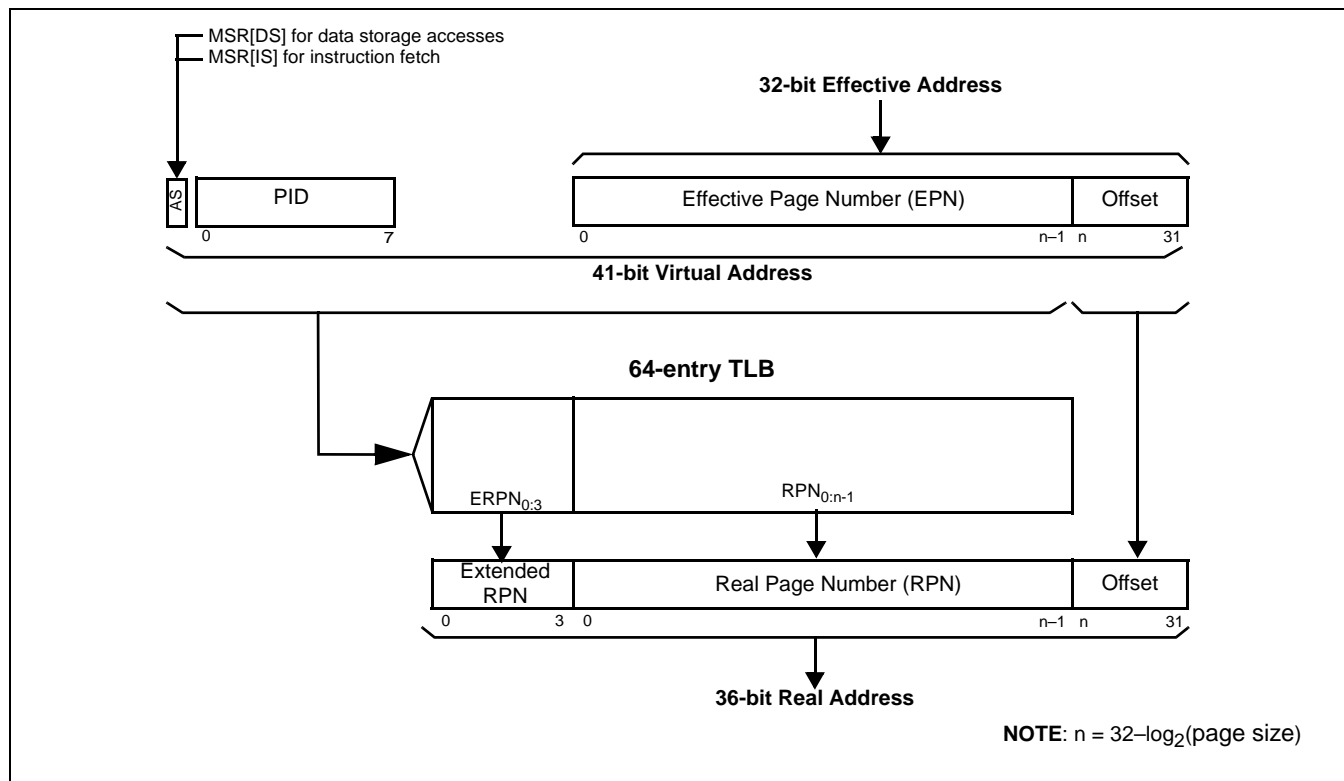 MSR[DS] for data storage accesses
MSR[IS] for instruction fetch
32-bit Effective Address
AS
PID
Effective Page Number (EPN)
Offset
0 7 0 n–1 n 31
41-bit Virtual Address
64-entry TLB
ERPN0:3
RPN0:n-1
Extended
RPN
Real Page Number (RPN)
Offset
0 3 0 n–1 n 31
36-bit Real Address
NOTE: n = 32–log2(page size)